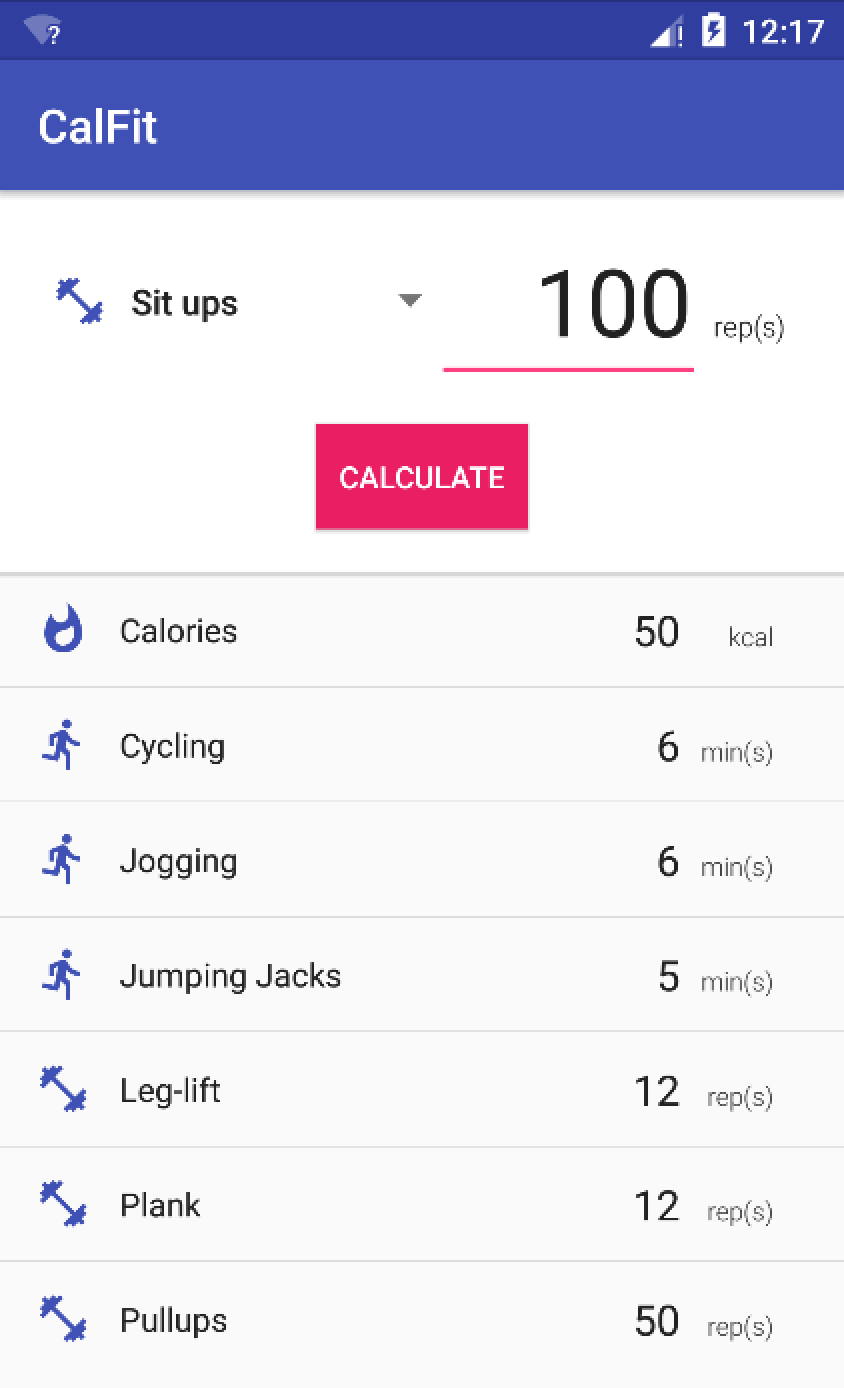 12:17
CalFit
Sit ups 100 rep(s)
CALCULATE
Calories 50 kcal
Cycling 6 min(s)
Jogging 6 min(s)
Jumping Jacks 5 min(s)
Leg-lift 12 rep(s)
Plank 12 rep(s)
Pullups 50 rep(s)